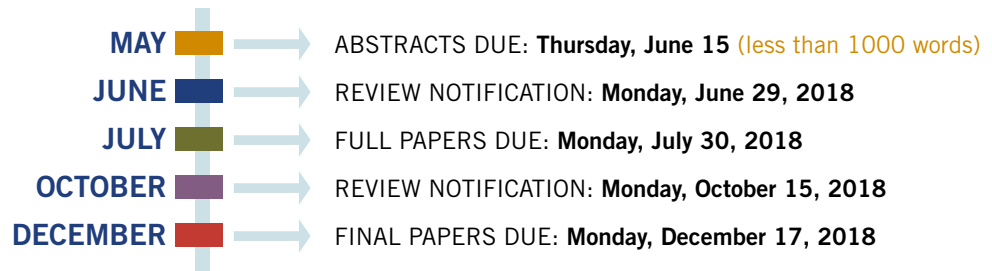 MAY ABSTRACTS DUE: Thursday, June 15 (less than 1000 words)
JUNE REVIEW NOTIFICATION: Monday, June 29, 2018
JULY FULL PAPERS DUE: Monday, July 30, 2018
OCTOBER REVIEW NOTIFICATION: Monday, October 15, 2018
DECEMBER FINAL PAPERS DUE: Monday, December 17, 2018